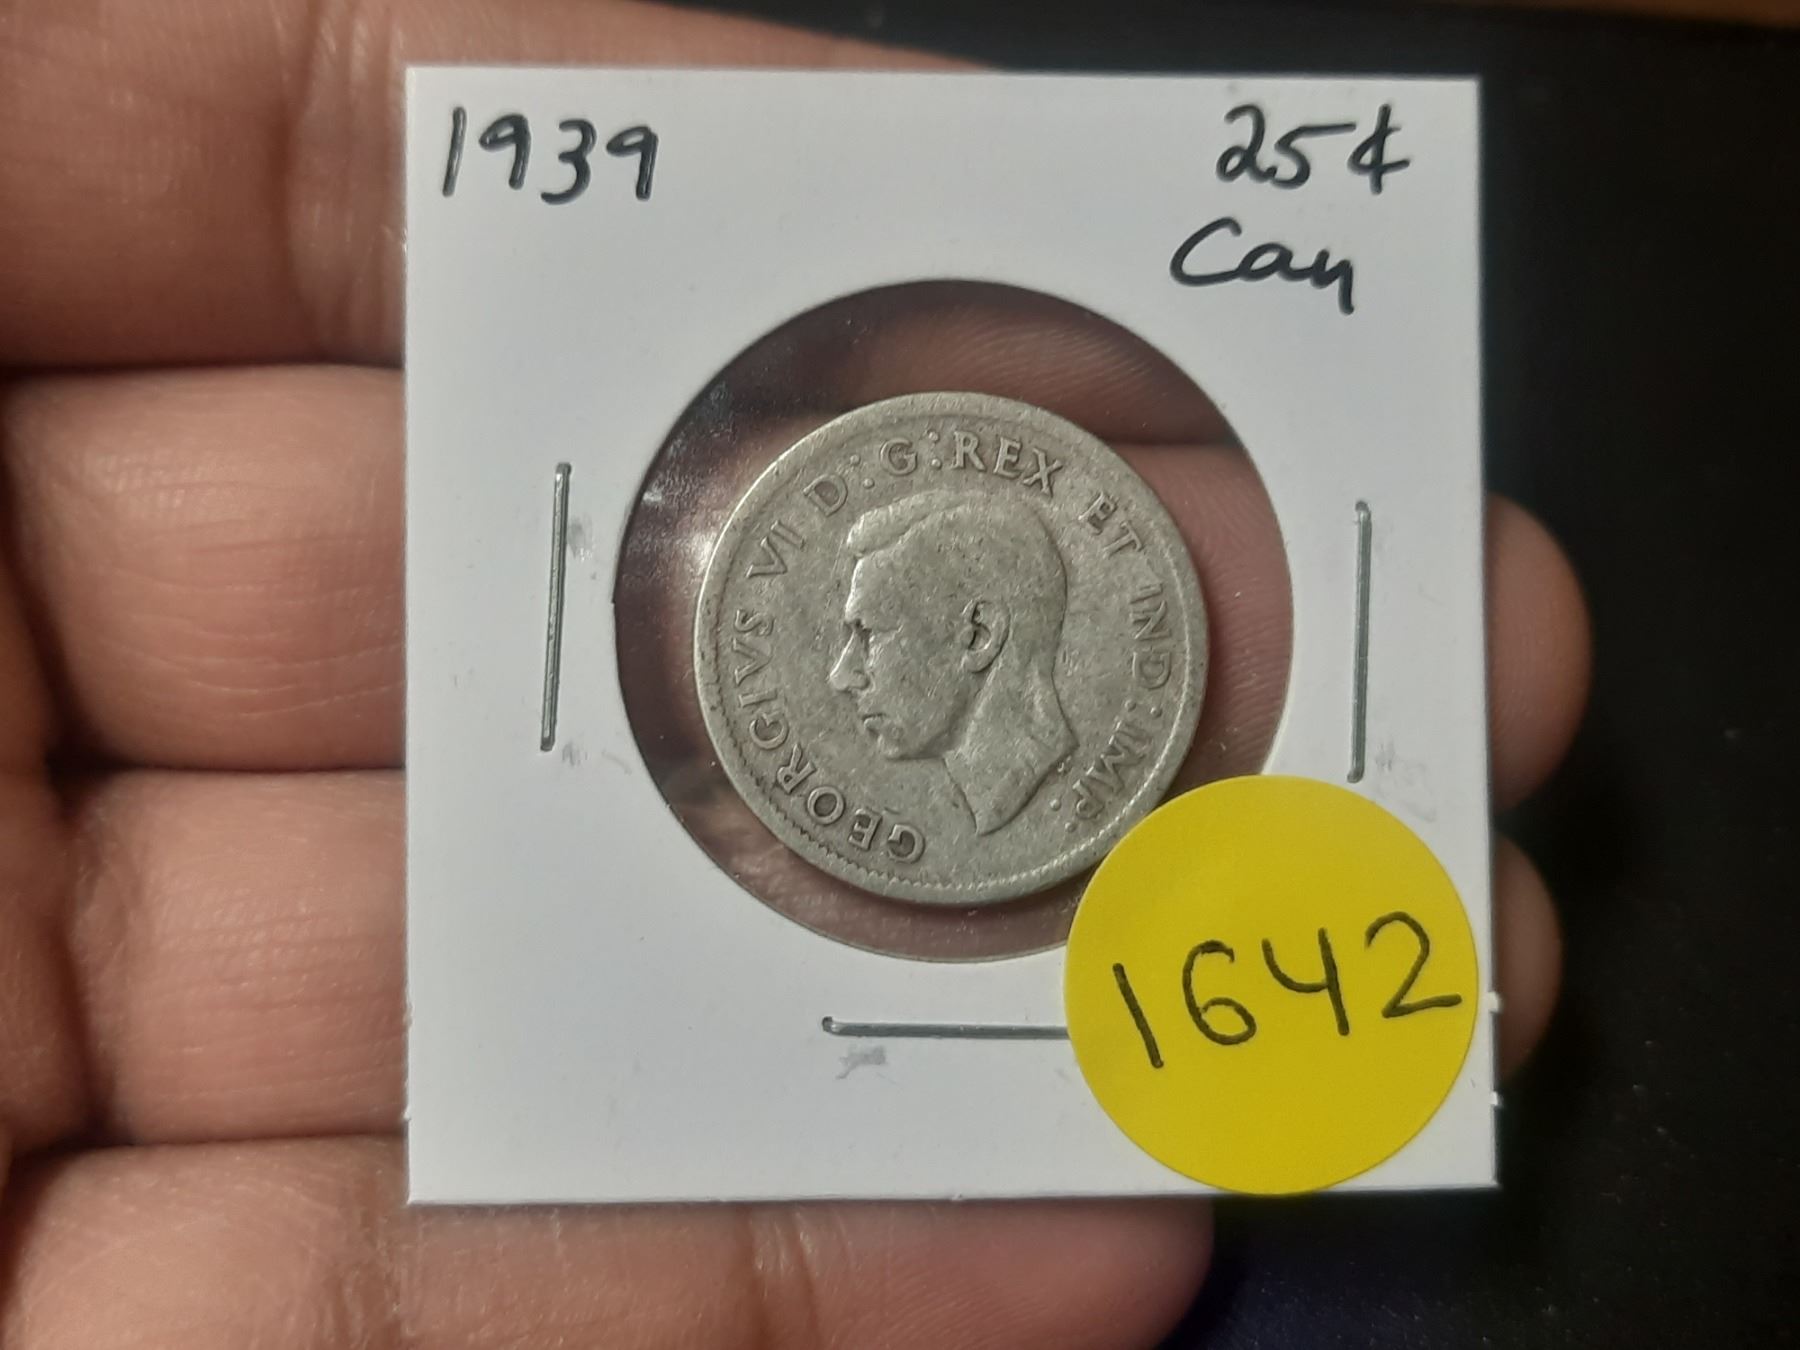 1939
25¢
Can
GEORGIVS VI D:G:REX ET IND:IMP:
1642